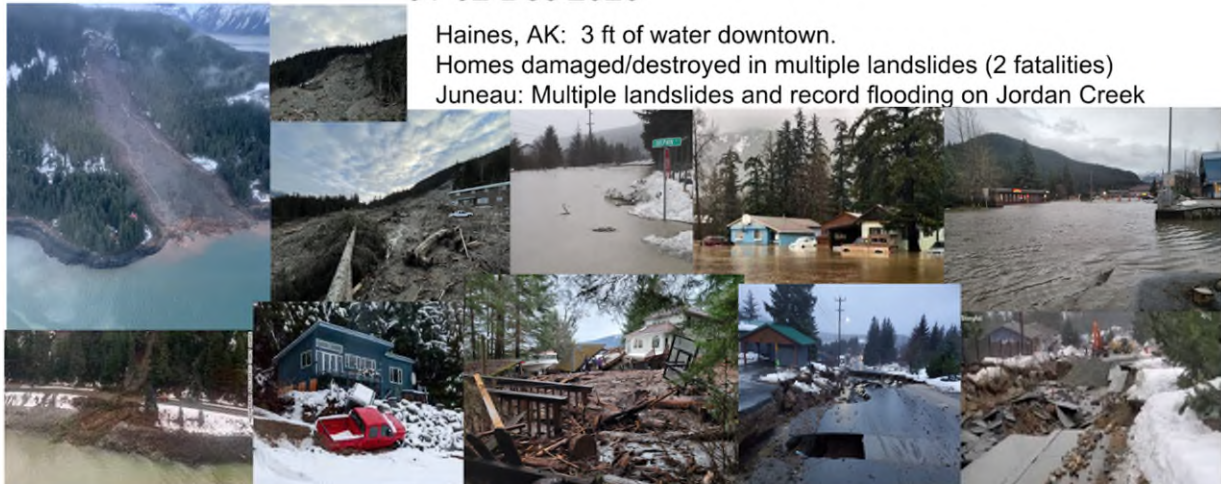 Haines, AK:  3 ft of water downtown.
Homes damaged/destroyed in multiple landslides (2 fatalities)
Juneau: Multiple landslides and record flooding on Jordan Creek